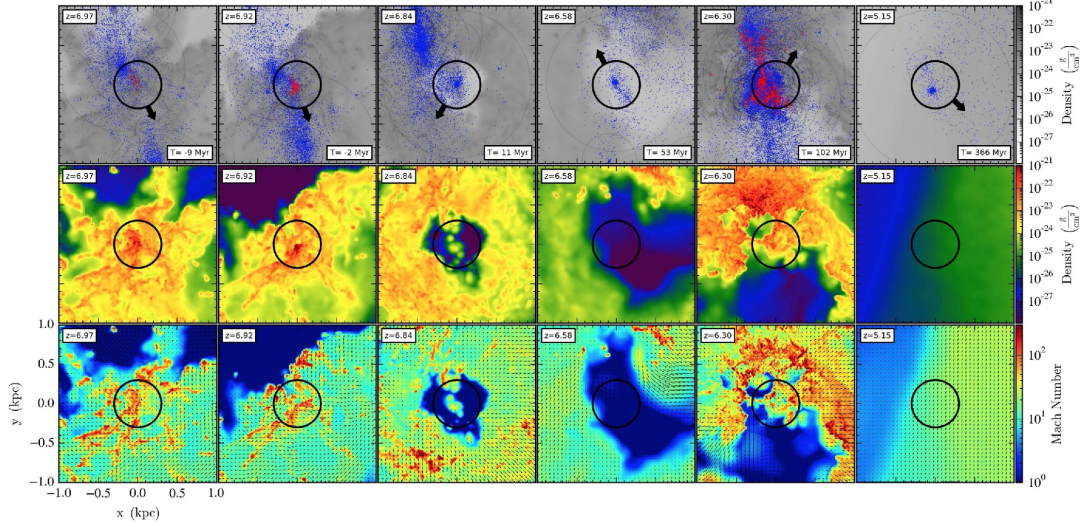 z=6.97 z=6.92 z=6.84 z=6.58 z=6.30 z=5.15
T= -9 Myr T= -2 Myr T= 11 Myr T= 53 Myr T= 102 Myr T= 366 Myr
10^-21
10^-22
10^-23
10^-24
10^-25
10^-26
10^-27
Density (g/cm^3)
z=6.97 z=6.92 z=6.84 z=6.58 z=6.30 z=5.15
10^-21
10^-22
10^-23
10^-24
10^-25
10^-26
10^-27
Density (g/cm^3)
z=6.97 z=6.92 z=6.84 z=6.58 z=6.30 z=5.15
1.0
0.5
0.0
−0.5
−1.0
y (kpc)
10^2
10^1
10^0
Mach Number
−1.0 −0.5 0.0 0.5 1.0
x (kpc)